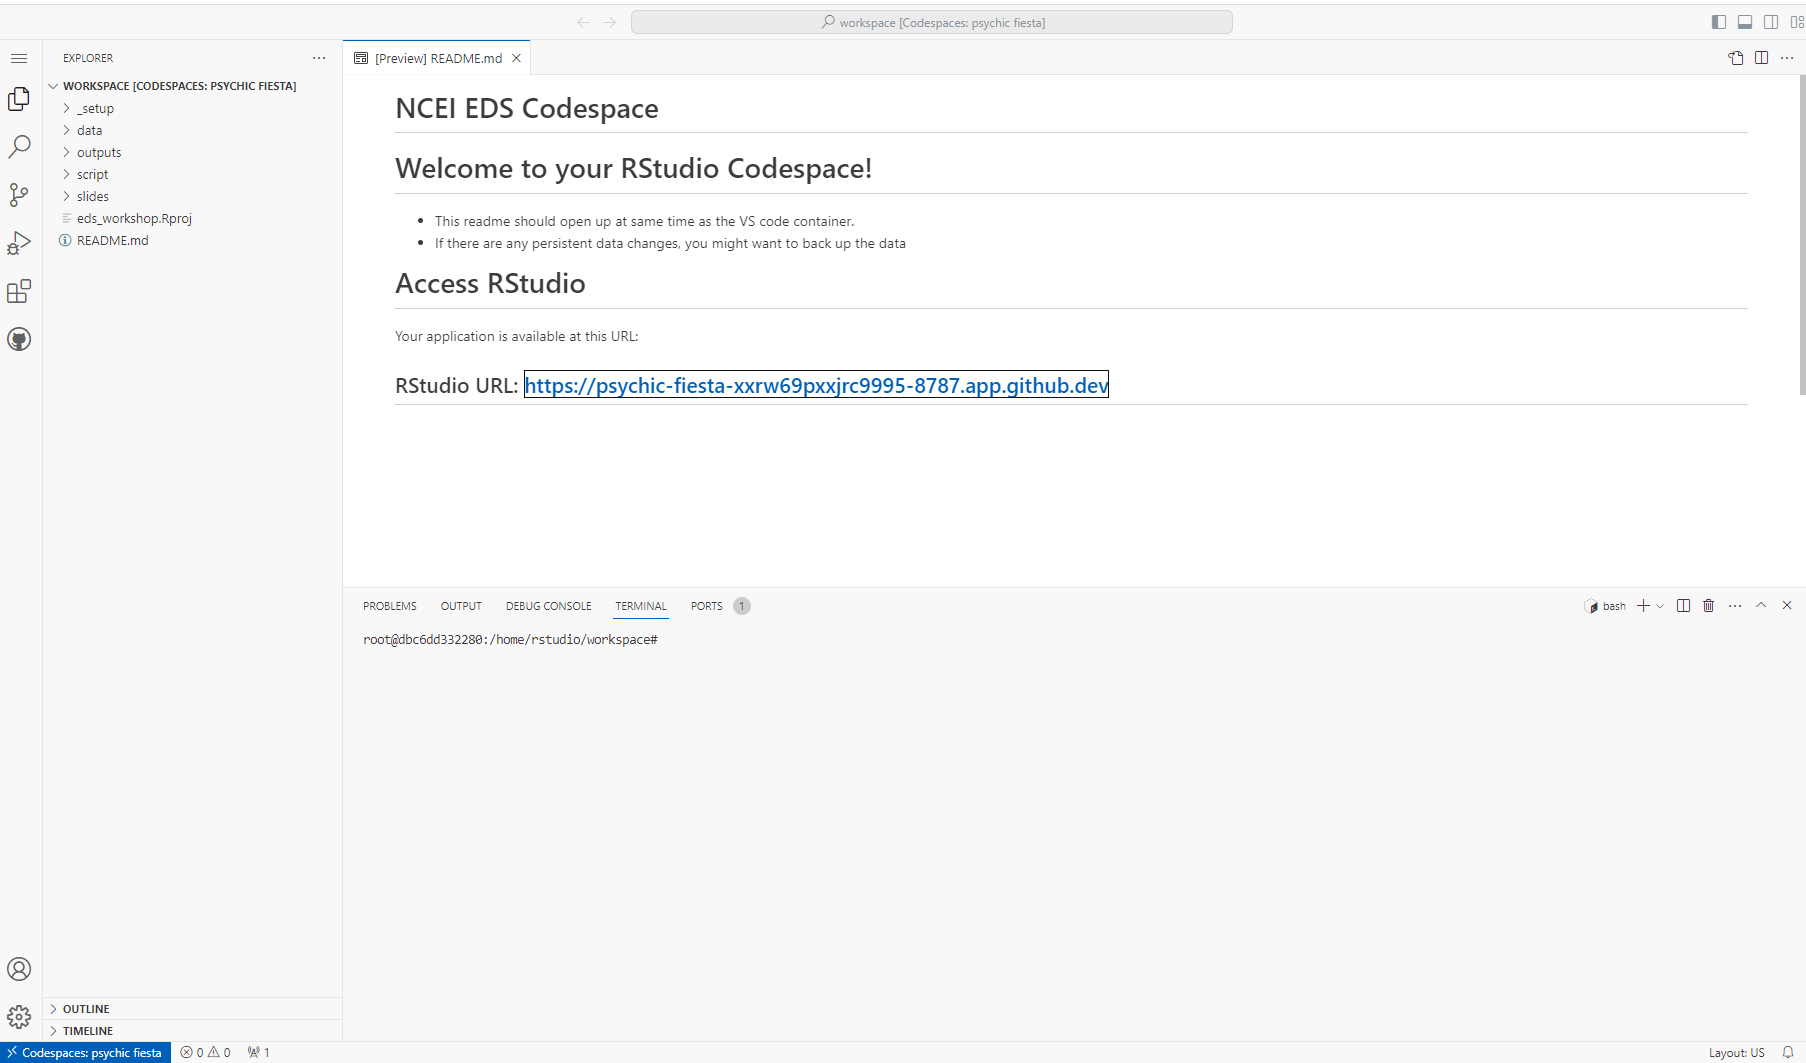 workspace [Codespaces: psychic fiesta]
EXPLORER
[Preview] README.md
WORKSPACE [CODESPACES: PSYCHIC FIESTA]
_setup
data
outputs
script
slides
eds_workshop.Rproj
README.md
NCEI EDS Codespace
Welcome to your RStudio Codespace!
This readme should open up at same time as the VS code container.
If there are any persistent data changes, you might want to back up the data
Access RStudio
Your application is available at this URL:
RStudio URL: https://psychic-fiesta-xxrw69pxxjrc9995-8787.app.github.dev
PROBLEMS OUTPUT DEBUG CONSOLE TERMINAL PORTS 1
bash
root@dbc6dd332280:/home/rstudio/workspace#
OUTLINE
TIMELINE
Codespaces: psychic fiesta 0 0 1
Layout: US